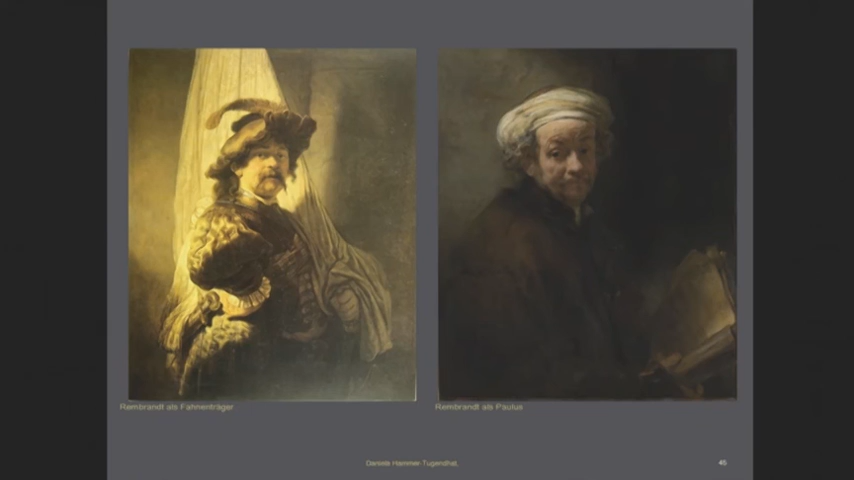 Rembrandt als Fahnenträger
Rembrandt als Paulus
Daniela Hammer-Tugendhat
45